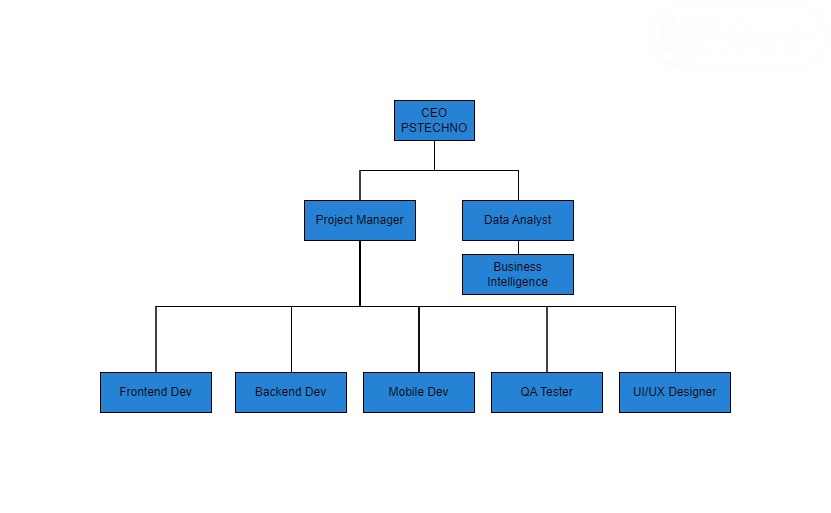 CEO
PSTECHNO
Project Manager
Data Analyst
Business
Intelligence
Frontend Dev
Backend Dev
Mobile Dev
QA Tester
UI/UX Designer